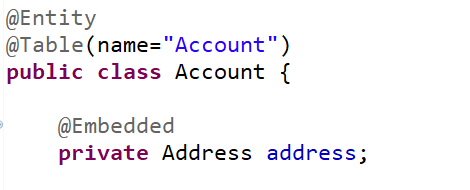 @Entity
@Table(name="Account")
public class Account {
@Embedded
private Address address;